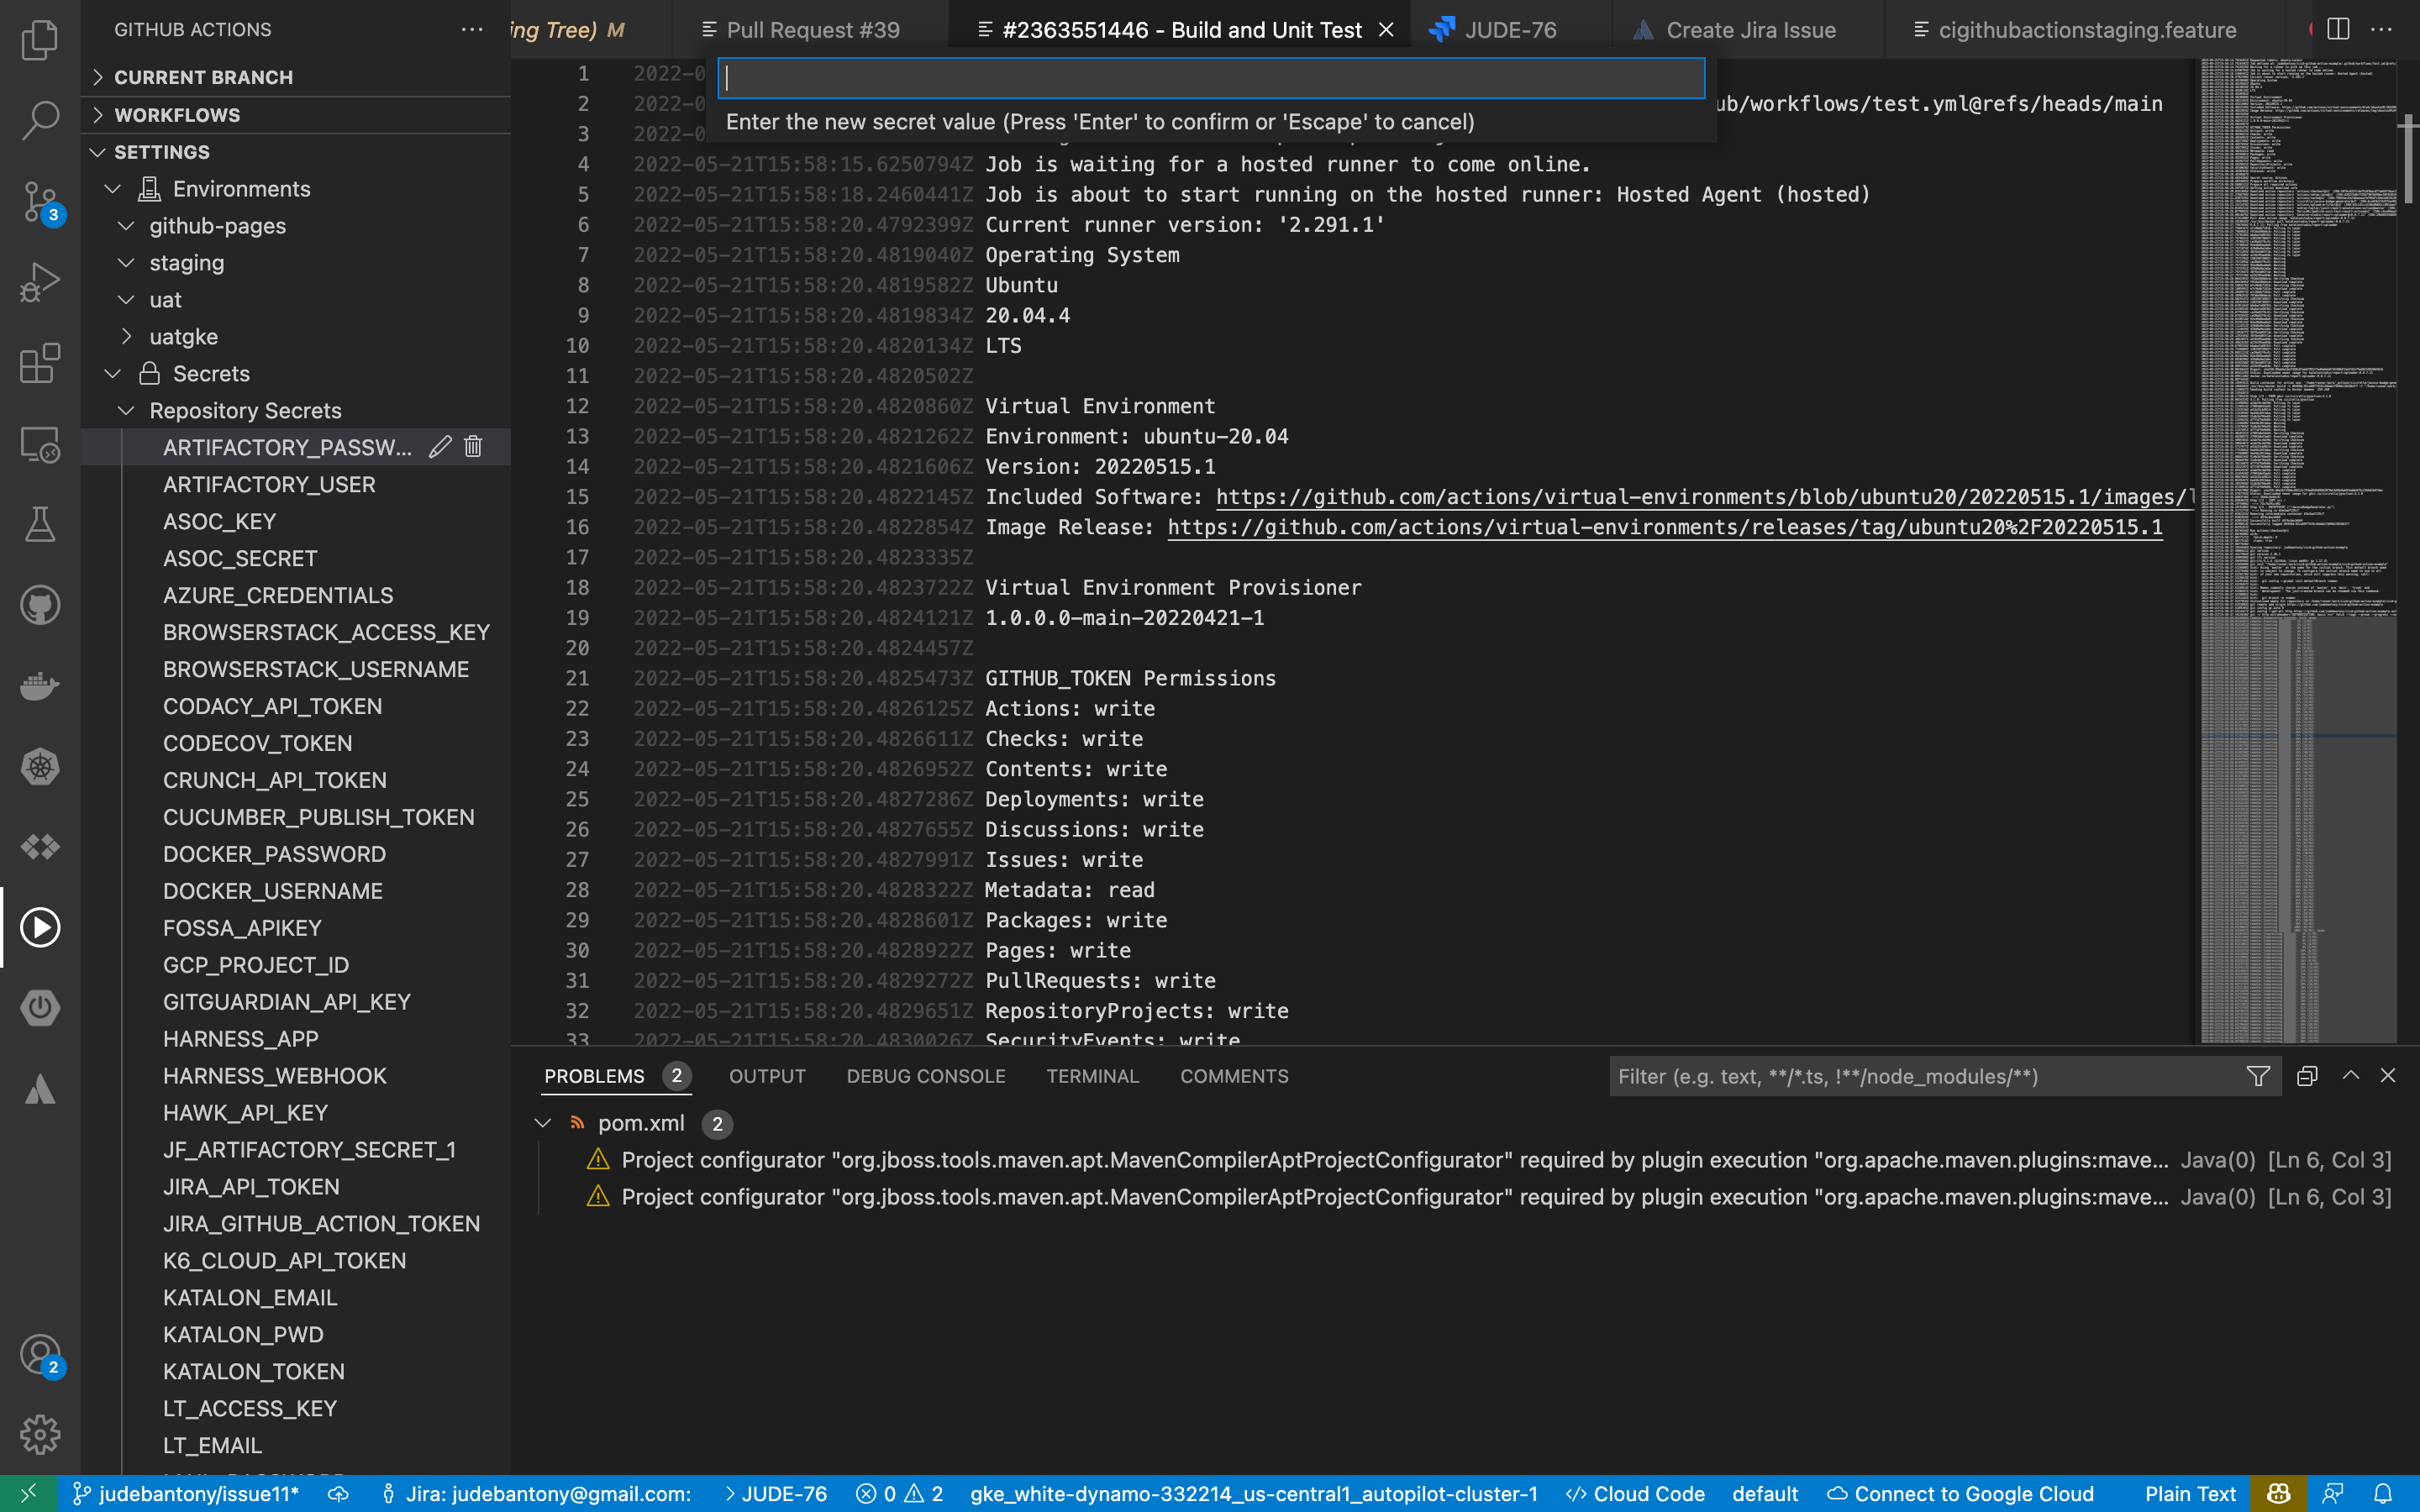 GITHUB ACTIONS
CURRENT BRANCH
WORKFLOWS
SETTINGS
Environments
github-pages
staging
uat
uatgke
Secrets
Repository Secrets
ARTIFACTORY_PASSW...
ARTIFACTORY_USER
ASOC_KEY
ASOC_SECRET
AZURE_CREDENTIALS
BROWSERSTACK_ACCESS_KEY
BROWSERSTACK_USERNAME
CODACY_API_TOKEN
CODECOV_TOKEN
CRUNCH_API_TOKEN
CUCUMBER_PUBLISH_TOKEN
DOCKER_PASSWORD
DOCKER_USERNAME
FOSSA_APIKEY
GCP_PROJECT_ID
GITGUARDIAN_API_KEY
HARNESS_APP
HARNESS_WEBHOOK
HAWK_API_KEY
JF_ARTIFACTORY_SECRET_1
JIRA_API_TOKEN
JIRA_GITHUB_ACTION_TOKEN
K6_CLOUD_API_TOKEN
KATALON_EMAIL
KATALON_PWD
KATALON_TOKEN
LT_ACCESS_KEY
LT_EMAIL
3
2
ing Tree) M
Pull Request #39
#2363551446 - Build and Unit Test
JUDE-76
Create Jira Issue
cigithubactionstaging.feature
Enter the new secret value (Press 'Enter' to confirm or 'Escape' to cancel)
1 2022-0
2 2022-0 ub/workflows/test.yml@refs/heads/main
3 2022-0
4 2022-05-21T15:58:15.6250794Z Job is waiting for a hosted runner to come online.
5 2022-05-21T15:58:18.2460441Z Job is about to start running on the hosted runner: Hosted Agent (hosted)
6 2022-05-21T15:58:20.4792399Z Current runner version: '2.291.1'
7 2022-05-21T15:58:20.4819040Z Operating System
8 2022-05-21T15:58:20.4819582Z Ubuntu
9 2022-05-21T15:58:20.4819834Z 20.04.4
10 2022-05-21T15:58:20.4820134Z LTS
11 2022-05-21T15:58:20.4820502Z
12 2022-05-21T15:58:20.4820860Z Virtual Environment
13 2022-05-21T15:58:20.4821262Z Environment: ubuntu-20.04
14 2022-05-21T15:58:20.4821606Z Version: 20220515.1
15 2022-05-21T15:58:20.4822145Z Included Software: https://github.com/actions/virtual-environments/blob/ubuntu20/20220515.1/images/l
16 2022-05-21T15:58:20.4822854Z Image Release: https://github.com/actions/virtual-environments/releases/tag/ubuntu20%2F20220515.1
17 2022-05-21T15:58:20.4823335Z
18 2022-05-21T15:58:20.4823722Z Virtual Environment Provisioner
19 2022-05-21T15:58:20.4824121Z 1.0.0.0-main-20220421-1
20 2022-05-21T15:58:20.4824457Z
21 2022-05-21T15:58:20.4825473Z GITHUB_TOKEN Permissions
22 2022-05-21T15:58:20.4826125Z Actions: write
23 2022-05-21T15:58:20.4826611Z Checks: write
24 2022-05-21T15:58:20.4826952Z Contents: write
25 2022-05-21T15:58:20.4827286Z Deployments: write
26 2022-05-21T15:58:20.4827655Z Discussions: write
27 2022-05-21T15:58:20.4827991Z Issues: write
28 2022-05-21T15:58:20.4828322Z Metadata: read
29 2022-05-21T15:58:20.4828601Z Packages: write
30 2022-05-21T15:58:20.4828922Z Pages: write
31 2022-05-21T15:58:20.4829272Z PullRequests: write
32 2022-05-21T15:58:20.4829651Z RepositoryProjects: write
33 2022-05-21T15:58:20.4830026Z SecurityEvents: write
PROBLEMS 2 OUTPUT DEBUG CONSOLE TERMINAL COMMENTS
Filter (e.g. text, **/*.ts, !**/node_modules/**)
pom.xml 2
Project configurator "org.jboss.tools.maven.apt.MavenCompilerAptProjectConfigurator" required by plugin execution "org.apache.maven.plugins:mave... Java(0) [Ln 6, Col 3]
Project configurator "org.jboss.tools.maven.apt.MavenCompilerAptProjectConfigurator" required by plugin execution "org.apache.maven.plugins:mave... Java(0) [Ln 6, Col 3]
judebantony/issue11* Jira: judebantony@gmail.com: > JUDE-76 0 2 gke_white-dynamo-332214_us-central1_autopilot-cluster-1 </> Cloud Code default Connect to Google Cloud Plain Text